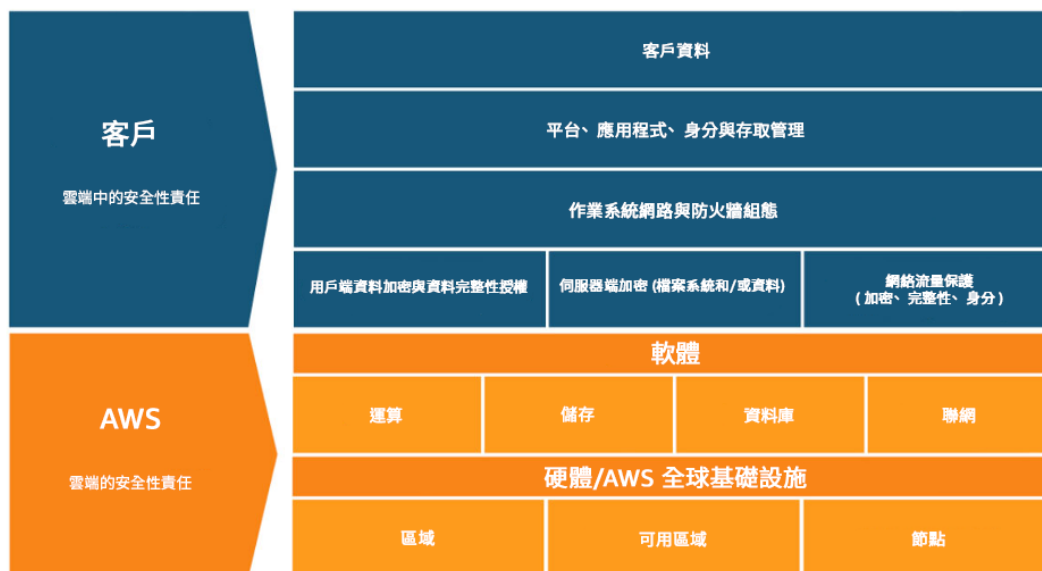 客戶
雲端中的安全性責任
客戶資料
平台、應用程式、身分與存取管理
作業系統網路與防火牆組態
用戶端資料加密與資料完整性授權
伺服器端加密 (檔案系統和/或資料)
網絡流量保護
( 加密、完整性、身分 )
AWS
雲端的安全性責任
軟體
運算
儲存
資料庫
聯網
硬體/AWS 全球基礎設施
區域
可用區域
節點